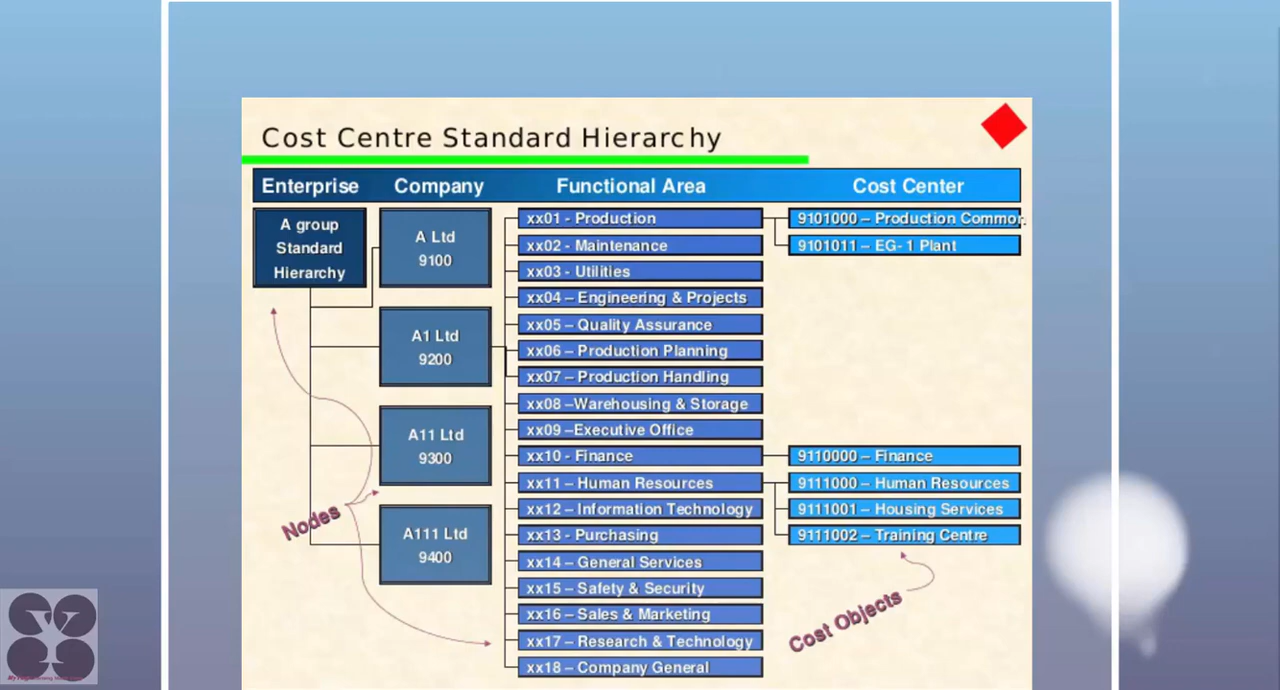 Cost Centre Standard Hierarchy
Enterprise Company Functional Area Cost Center
A group
Standard
Hierarchy
A Ltd
9100
A1 Ltd
9200
A11 Ltd
9300
A111 Ltd
9400
xx01 - Production
xx02 - Maintenance
xx03 - Utilities
xx04 – Engineering & Projects
xx05 – Quality Assurance
xx06 – Production Planning
xx07 – Production Handling
xx08 –Warehousing & Storage
xx09 –Executive Office
xx10 - Finance
xx11 – Human Resources
xx12 – Information Technology
xx13 - Purchasing
xx14 – General Services
xx15 – Safety & Security
xx16 – Sales & Marketing
xx17 – Research & Technology
xx18 – Company General
9101000 – Production Common
9101011 – EG- 1 Plant
9110000 – Finance
9111000 – Human Resources
9111001 – Housing Services
9111002 – Training Centre
Nodes
Cost Objects